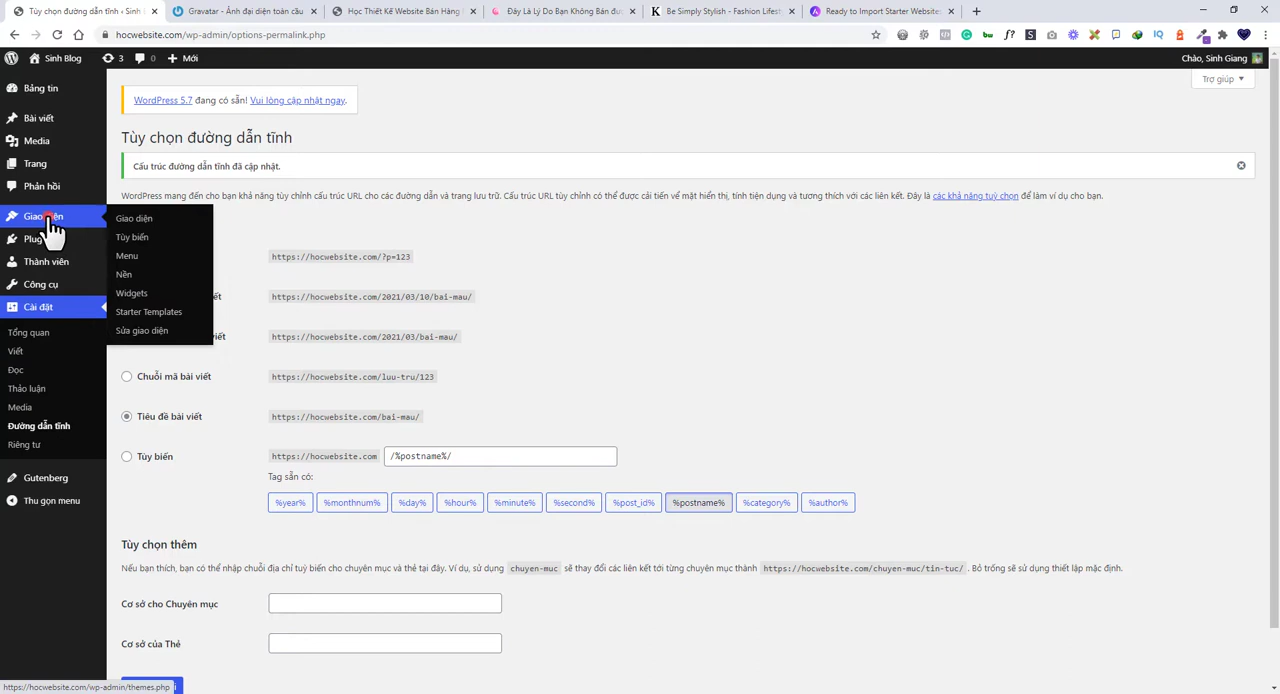 Tùy chọn đường dẫn tĩnh ‹ Sinh
Gravatar - Ảnh đại diện toàn cầu
Học Thiết Kế Website Bán Hàng
Đây Là Lý Do Bạn Không Bán đu
Be Simply Stylish - Fashion Lifesty
Ready to Import Starter Websites
hocwebsite.com/wp-admin/options-permalink.php
Sinh Blog 3 0 Mới
Chào, Sinh Giang
Trợ giúp
Bảng tin
Bài viết
Media
Trang
Phản hồi
Giao diện
Plug
Thành viên
Công cụ
Cài đặt
Tổng quan
Viết
Đọc
Thảo luận
Media
Đường dẫn tĩnh
Riêng tư
Gutenberg
Thu gọn menu
Giao diện
Tùy biến
Menu
Nền
Widgets
Starter Templates
Sửa giao diện
WordPress 5.7 đang có sẵn! Vui lòng cập nhật ngay.
Tùy chọn đường dẫn tĩnh
Cấu trúc đường dẫn tĩnh đã cập nhật.
WordPress mang đến cho bạn khả năng tùy chỉnh cấu trúc URL cho các đường dẫn và trang lưu trữ. Cấu trúc URL tùy chỉnh có thể được cải tiến về mặt hiển thị, tính tiện dụng và tương thích với các liên kết. Đây là các khả năng tuỳ chọn để làm ví dụ cho bạn.
https://hocwebsite.com/?p=123
ết https://hocwebsite.com/2021/03/10/bai-mau/
viết https://hocwebsite.com/2021/03/bai-mau/
Chuỗi mã bài viết https://hocwebsite.com/luu-tru/123
Tiêu đề bài viết https://hocwebsite.com/bai-mau/
Tùy biến https://hocwebsite.com /%postname%/
Tag sẵn có:
%year% %monthnum% %day% %hour% %minute% %second% %post_id% %postname% %category% %author%
Tùy chọn thêm
Nếu bạn thích, bạn có thể nhập chuỗi địa chỉ tuỳ biến cho chuyên mục và thẻ tại đây. Ví dụ, sử dụng chuyen-muc sẽ thay đổi các liên kết tới từng chuyên mục thành https://hocwebsite.com/chuyen-muc/tin-tuc/ . Bỏ trống sẽ sử dụng thiết lập mặc định.
Cơ sở cho Chuyên mục
Cơ sở của Thẻ
https://hocwebsite.com/wp-admin/themes.php